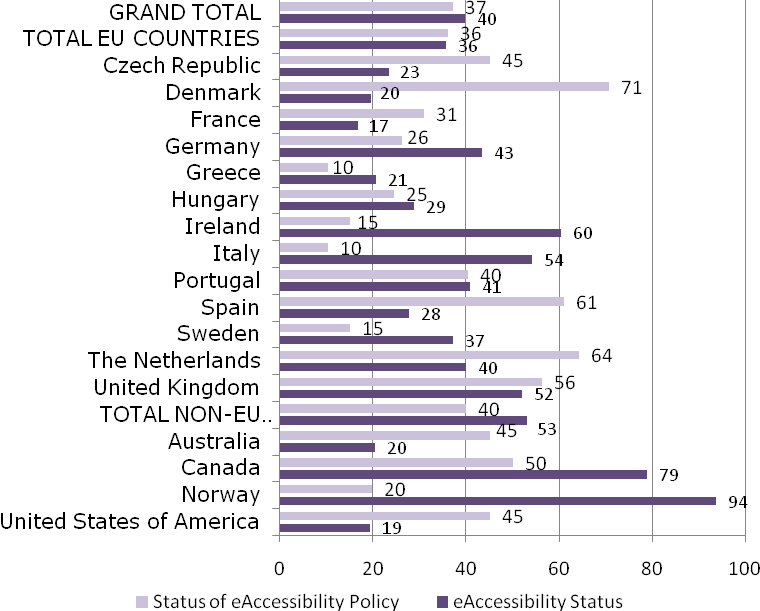 GRAND TOTAL 37 40
TOTAL EU COUNTRIES 36 36
Czech Republic 45 23
Denmark 71 20
France 31 17
Germany 26 43
Greece 10 21
Hungary 25 29
Ireland 15 60
Italy 10 54
Portugal 40 41
Spain 61 28
Sweden 15 37
The Netherlands 64 40
United Kingdom 56 52
TOTAL NON-EU.. 40 53
Australia 45 20
Canada 50 79
Norway 20 94
United States of America 45 19
0 20 40 60 80 100
Status of eAccessibility Policy eAccessibility Status